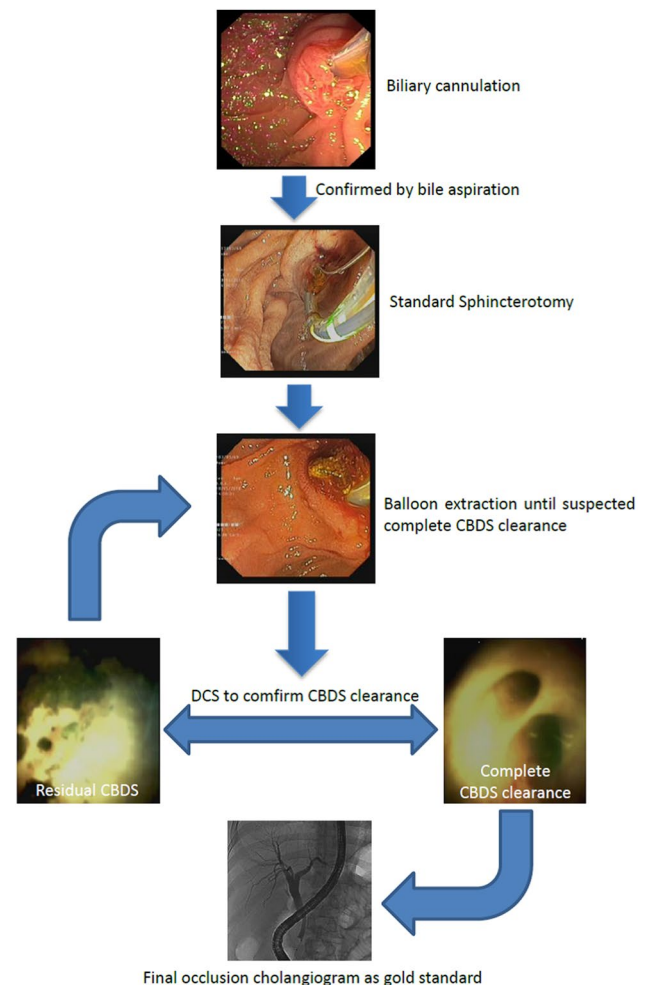 Biliary cannulation
Confirmed by bile aspiration
Standard Sphincterotomy
Balloon extraction until suspected
complete CBDS clearance
DCS to comfirm CBDS clearance
Residual CBDS
Complete
CBDS clearance
Final occlusion cholangiogram as gold standard